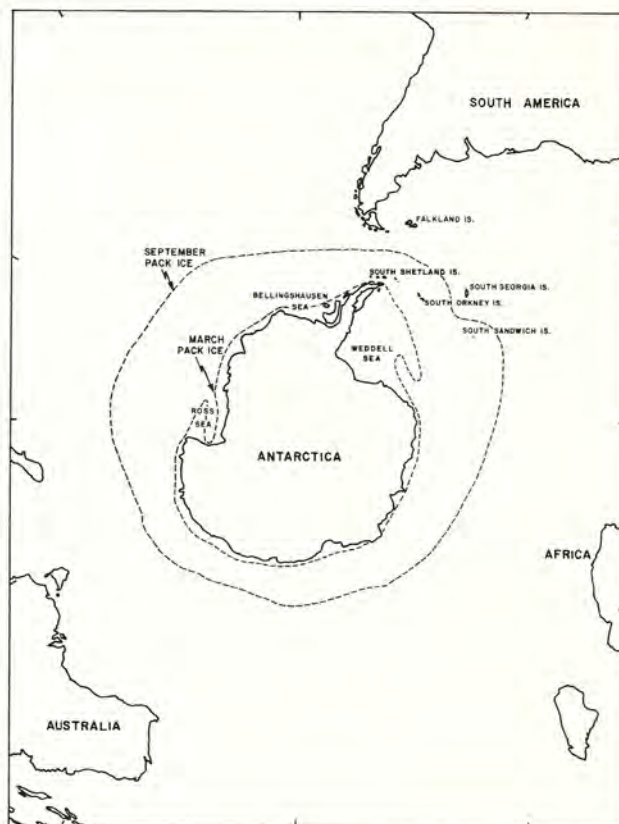 SOUTH AMERICA
FALKLAND IS.
SEPTEMBER
PACK ICE
SOUTH SHETLAND IS.
BELLINGSHAUSEN
SEA
SOUTH GEORGIA IS.
SOUTH ORKNEY IS.
SOUTH SANDWICH IS.
MARCH
PACK ICE
WEDDELL
SEA
ROSS
SEA
ANTARCTICA
AFRICA
AUSTRALIA